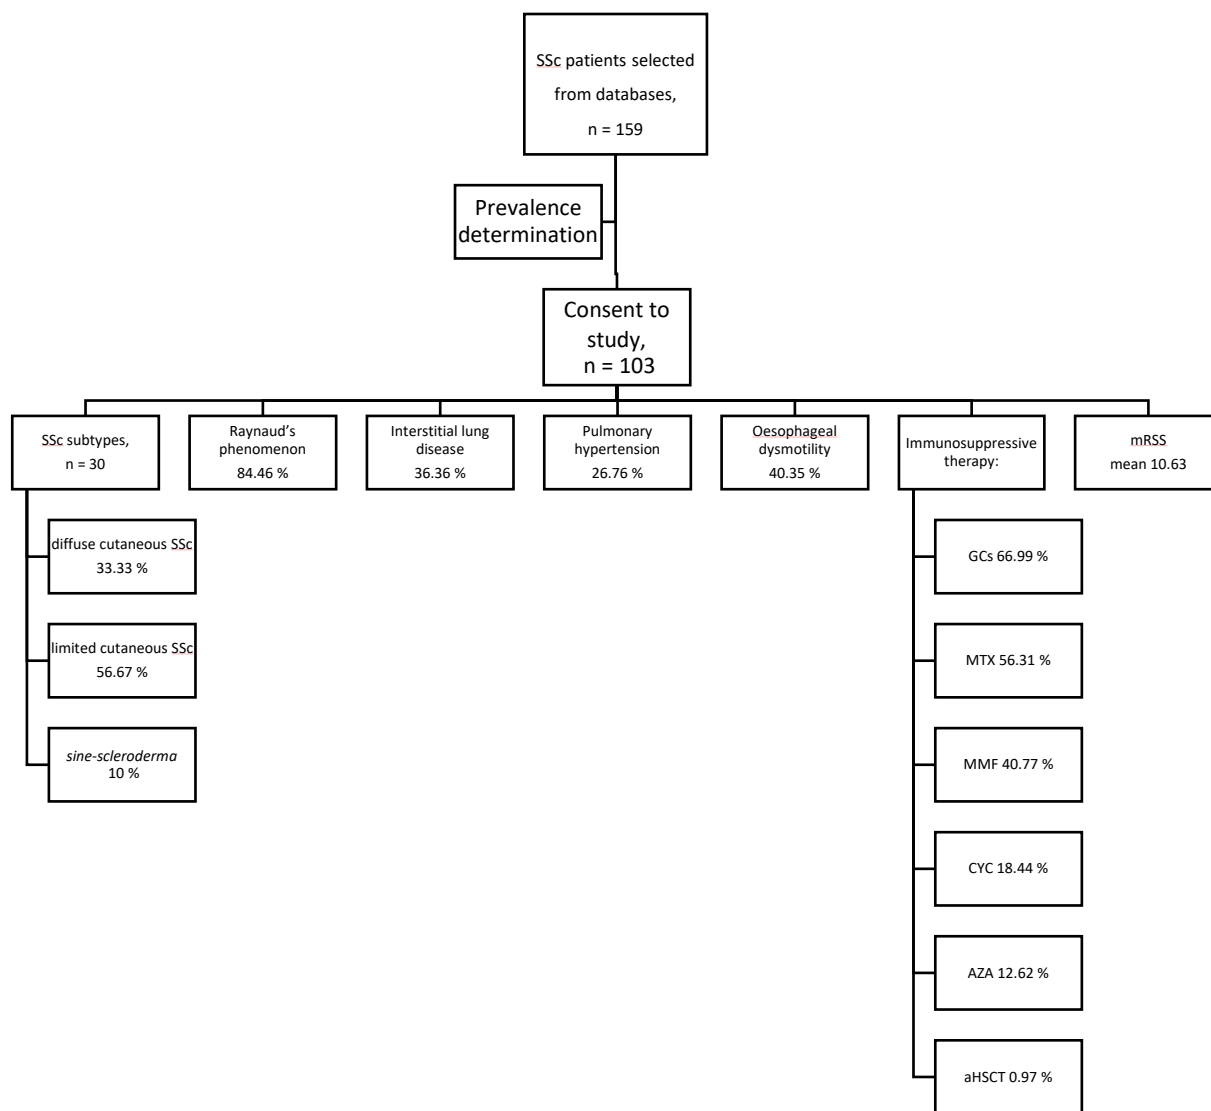 SSc patients selected
from databases,
n = 159
Prevalence
determination
Consent to
study,
n = 103
SSc subtypes,
n = 30
Raynaud's
phenomenon
84.46 %
Interstitial lung
disease
36.36 %
Pulmonary
hypertension
26.76 %
Oesophageal
dysmotility
40.35 %
Immunosuppressive
therapy:
mRSS
mean 10.63
diffuse cutaneous SSc
33.33 %
limited cutaneous SSc
56.67 %
sine-scleroderma
10 %
GCs 66.99 %
MTX 56.31 %
MMF 40.77 %
CYC 18.44 %
AZA 12.62 %
aHSCT 0.97 %